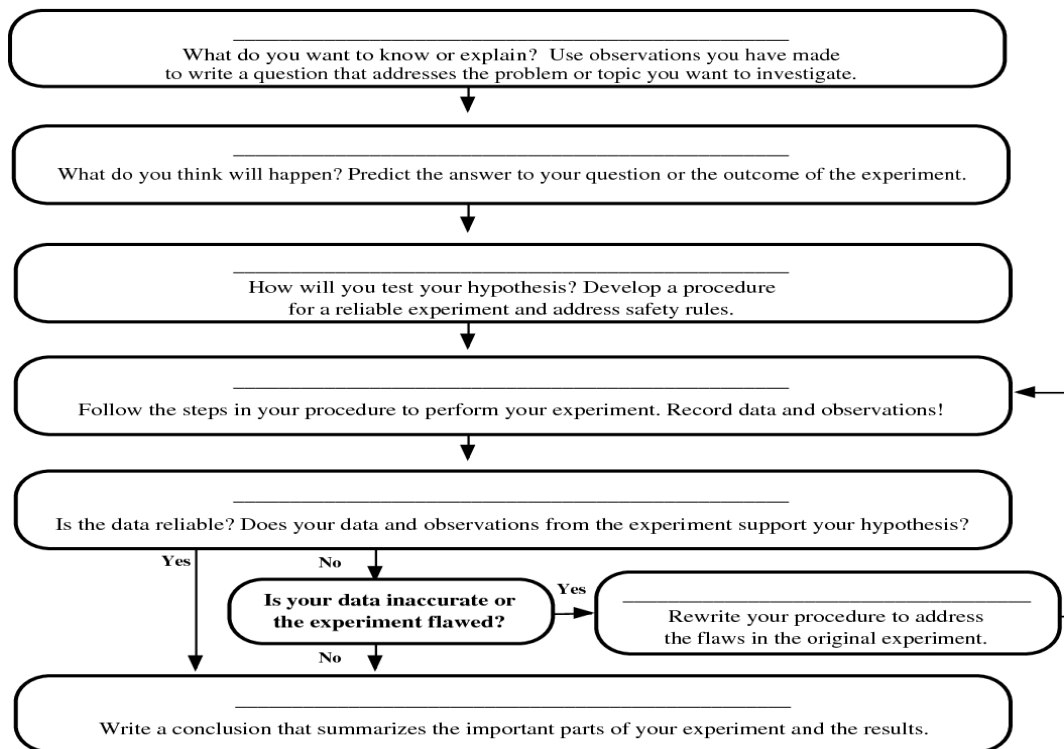 What do you want to know or explain? Use observations you have made
to write a question that addresses the problem or topic you want to investigate.
What do you think will happen? Predict the answer to your question or the outcome of the experiment.
How will you test your hypothesis? Develop a procedure
for a reliable experiment and address safety rules.
Follow the steps in your procedure to perform your experiment. Record data and observations!
Is the data reliable? Does your data and observations from the experiment support your hypothesis?
Yes
No
Is your data inaccurate or
the experiment flawed?
Yes
Rewrite your procedure to address
the flaws in the original experiment.
No
Write a conclusion that summarizes the important parts of your experiment and the results.